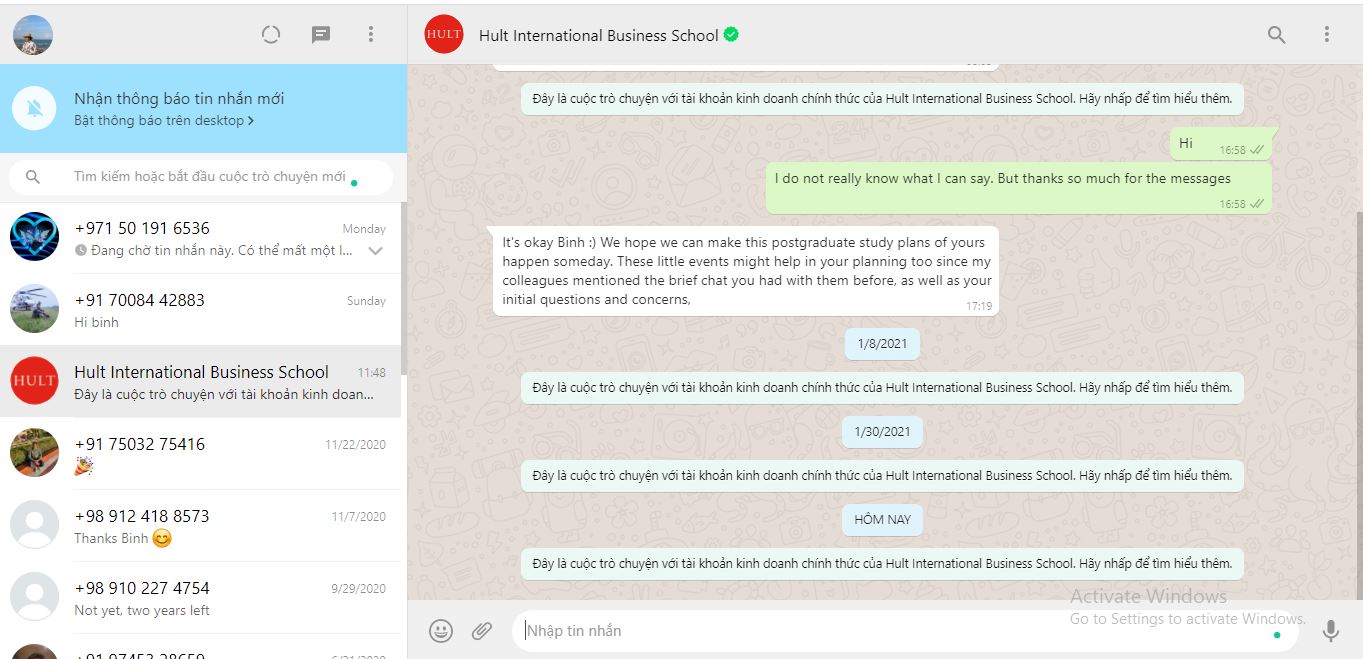 HULT
Hult International Business School
Nhận thông báo tin nhắn mới
Bật thông báo trên desktop
Tìm kiếm hoặc bắt đầu cuộc trò chuyện mới
+971 50 191 6536
Monday
Đang chờ tin nhắn này. Có thể mất một l...
+91 70084 42883
Sunday
Hi binh
HULT
Hult International Business School
11:48
Đây là cuộc trò chuyện với tài khoản kinh doan...
+91 75032 75416
11/22/2020
+98 912 418 8573
11/7/2020
Thanks Binh
+98 910 227 4754
9/29/2020
Not yet, two years left
Đây là cuộc trò chuyện với tài khoản kinh doanh chính thức của Hult International Business School. Hãy nhấp để tìm hiểu thêm.
Hi
16:58
I do not really know what I can say. But thanks so much for the messages
16:58
It's okay Binh :) We hope we can make this postgraduate study plans of yours
happen someday. These little events might help in your planning too since my
colleagues mentioned the brief chat you had with them before, as well as your
initial questions and concerns,
17:19
1/8/2021
Đây là cuộc trò chuyện với tài khoản kinh doanh chính thức của Hult International Business School. Hãy nhấp để tìm hiểu thêm.
1/30/2021
Đây là cuộc trò chuyện với tài khoản kinh doanh chính thức của Hult International Business School. Hãy nhấp để tìm hiểu thêm.
HÔM NAY
Đây là cuộc trò chuyện với tài khoản kinh doanh chính thức của Hult International Business School. Hãy nhấp để tìm hiểu thêm.
Activate Windows
Go to Settings to activate Windows.
Nhập tin nhắn